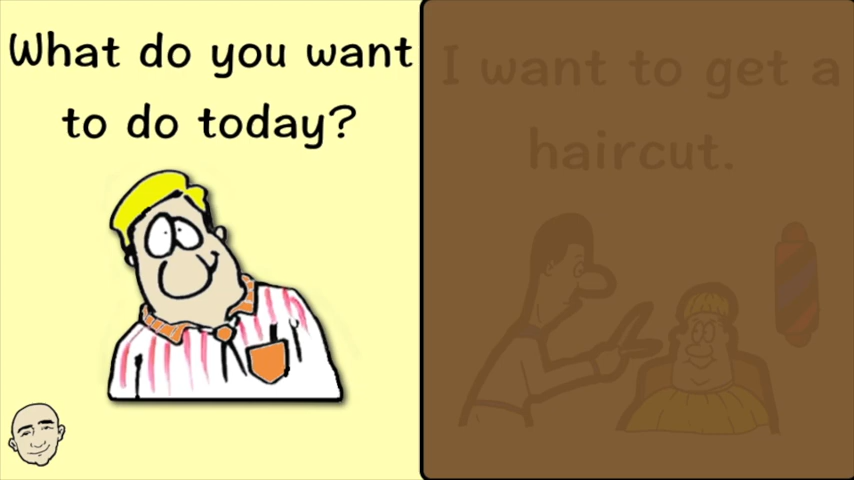 What do you want
to do today?
I want to get a
haircut.